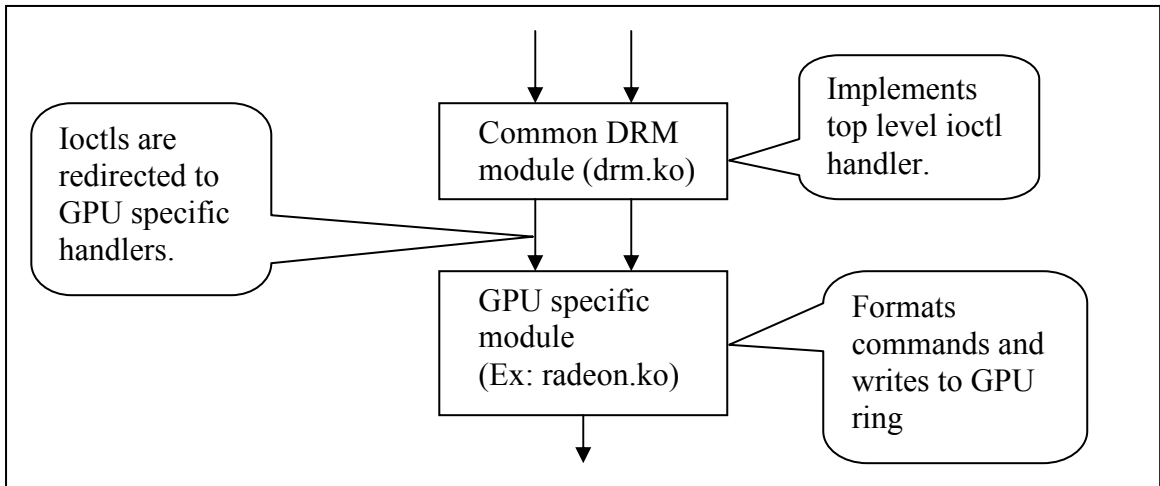 Common DRM
module (drm.ko)
Implements
top level ioctl
handler.
Ioctls are
redirected to
GPU specific
handlers.
GPU specific
module
(Ex: radeon.ko)
Formats
commands and
writes to GPU
ring